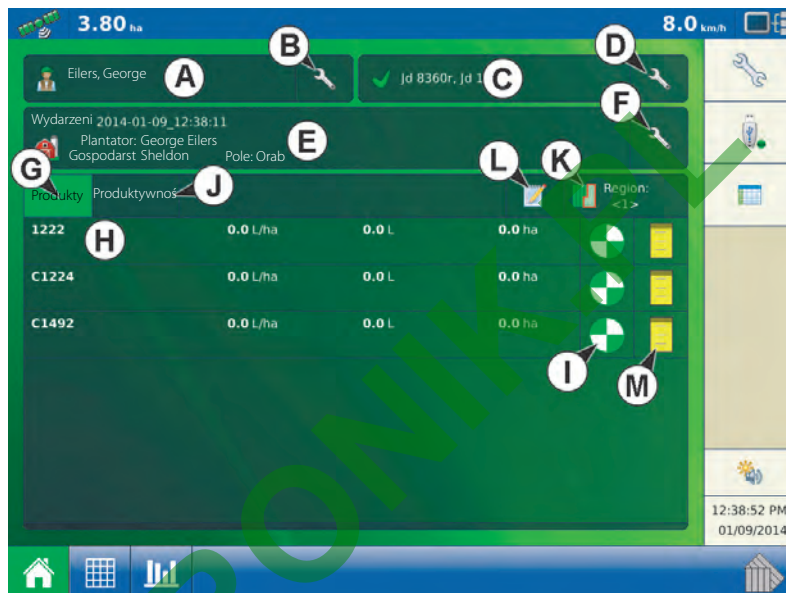 3.80 ha 8.0 km/h
B D
Eilers, George A Jd 8360r, Jd 1 C
F
Wydarzeni 2014-01-09_12:38:11
Plantator: George Eilers E
Gospodarst Sheldon Pole: Orab
G L K
Produkty Produktywnoś J Region:
<1>
1222 H 0.0 L/ha 0.0 L 0.0 ha
C1224 0.0 L/ha 0.0 L 0.0 ha
C1492 0.0 L/ha 0.0 L 0.0 ha
I M
12:38:52 PM
01/09/2014